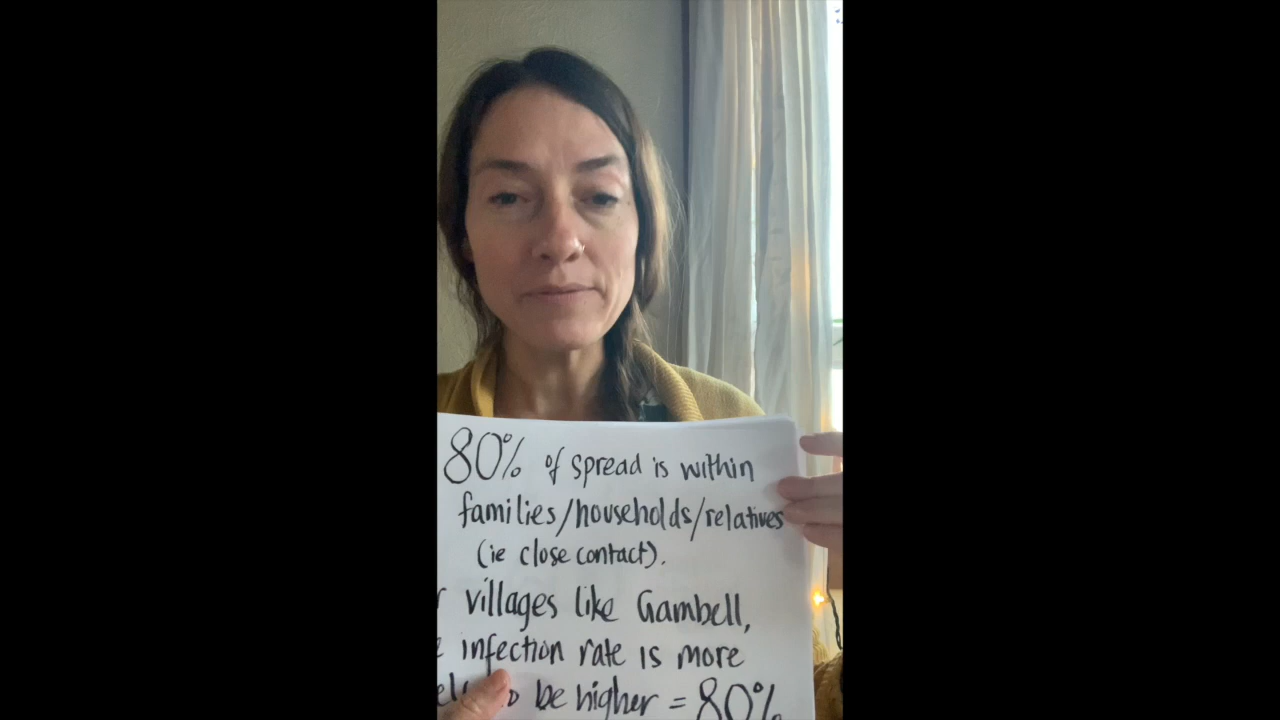 80% of spread is within
families/households/relatives
(ie close contact).
villages like Gambell,
infection rate is more
be higher = 80%